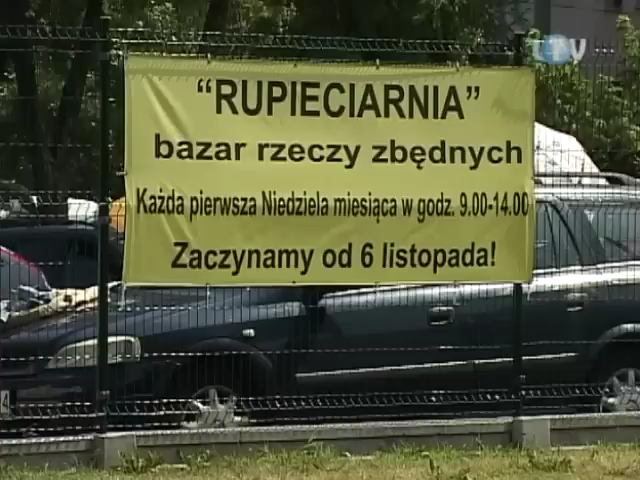 "RUPIECIARNIA"
bazar rzeczy zbędnych
Każda pierwsza Niedziela miesiąca w godz. 9.00-14.00
Zaczynamy od 6 listopada!